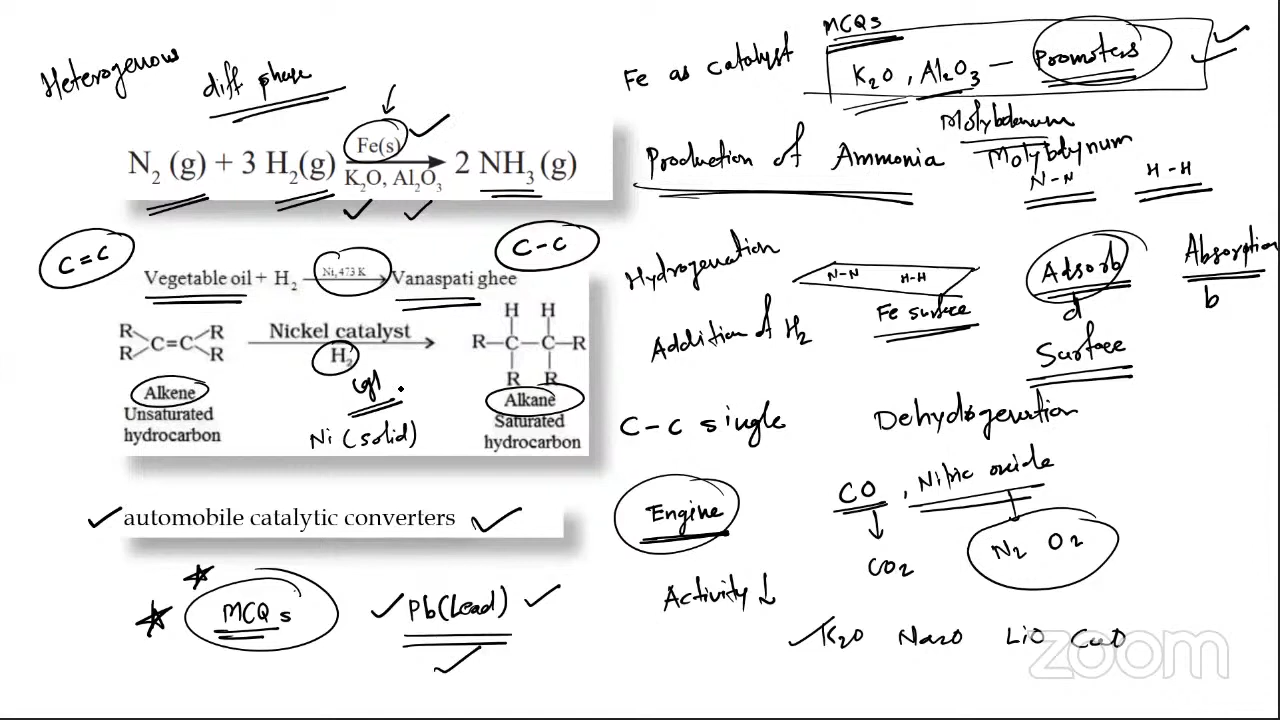 Heterogenous
diff phase
N2 (g) + 3 H2(g) Fe(s) 2 NH3 (g)
K2O, Al2O3
C=C
C-C
Vegetable oil + H2 Ni, 473 K Vanaspati ghee
R R C=C R R
Nickel catalyst
H2
H H
R-C-C-R
R R
(g)
Ni (solid)
Alkene
Unsaturated
hydrocarbon
Alkane
Saturated
hydrocarbon
automobile catalytic converters
MCQs
Pb(Lead)
MCQs
Fe as catalyst
K2O, Al2O3 - Promoters
Molybdenum
Production of Ammonia
Molybdynum
N-N
H-H
Hydrogenation
Addition of H2
N-N H-H
Fe surface
Adsorb
d
Surface
Absorption
b
C-C single
Dehydrogenation
Engine
CO, Nitric oxide
CO2
N2 O2
Activity ↓
K2O Na2O LiO CaO
zoom